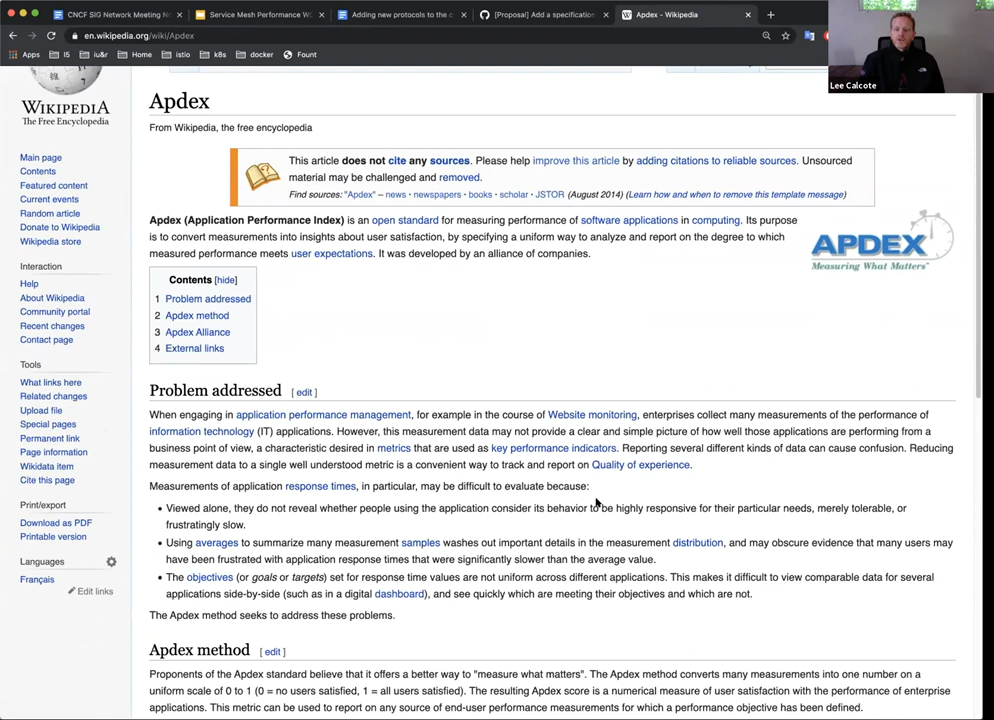 CNCF SIG Network Meeting N
Service Mesh Performance W
Adding new protocols to the c
[Proposal] Add a specification
Apdex - Wikipedia
en.wikipedia.org/wiki/Apdex
Apps
l5
iu&r
Home
istio
k8s
docker
Fount
Lee Calcote
WIKIPEDIA
The Free Encyclopedia
Main page
Contents
Featured content
Current events
Random article
Donate to Wikipedia
Wikipedia store
Interaction
Help
About Wikipedia
Community portal
Recent changes
Contact page
Tools
What links here
Related changes
Upload file
Special pages
Permanent link
Page information
Wikidata item
Cite this page
Print/export
Download as PDF
Printable version
Languages
Français
Edit links
Apdex
From Wikipedia, the free encyclopedia
This article does not cite any sources. Please help improve this article by adding citations to reliable sources. Unsourced
material may be challenged and removed.
Find sources: "Apdex" – news · newspapers · books · scholar · JSTOR (August 2014) (Learn how and when to remove this template message)
Apdex (Application Performance Index) is an open standard for measuring performance of software applications in computing. Its purpose
is to convert measurements into insights about user satisfaction, by specifying a uniform way to analyze and report on the degree to which
measured performance meets user expectations. It was developed by an alliance of companies.
APDEX
Measuring What Matters™
Contents [hide]
1 Problem addressed
2 Apdex method
3 Apdex Alliance
4 External links
Problem addressed [ edit ]
When engaging in application performance management, for example in the course of Website monitoring, enterprises collect many measurements of the performance of
information technology (IT) applications. However, this measurement data may not provide a clear and simple picture of how well those applications are performing from a
business point of view, a characteristic desired in metrics that are used as key performance indicators. Reporting several different kinds of data can cause confusion. Reducing
measurement data to a single well understood metric is a convenient way to track and report on Quality of experience.
Measurements of application response times, in particular, may be difficult to evaluate because:
• Viewed alone, they do not reveal whether people using the application consider its behavior to be highly responsive for their particular needs, merely tolerable, or
frustratingly slow.
• Using averages to summarize many measurement samples washes out important details in the measurement distribution, and may obscure evidence that many users may
have been frustrated with application response times that were significantly slower than the average value.
• The objectives (or goals or targets) set for response time values are not uniform across different applications. This makes it difficult to view comparable data for several
applications side-by-side (such as in a digital dashboard), and see quickly which are meeting their objectives and which are not.
The Apdex method seeks to address these problems.
Apdex method [ edit ]
Proponents of the Apdex standard believe that it offers a better way to "measure what matters". The Apdex method converts many measurements into one number on a
uniform scale of 0 to 1 (0 = no users satisfied, 1 = all users satisfied). The resulting Apdex score is a numerical measure of user satisfaction with the performance of enterprise
applications. This metric can be used to report on any source of end-user performance measurements for which a performance objective has been defined.